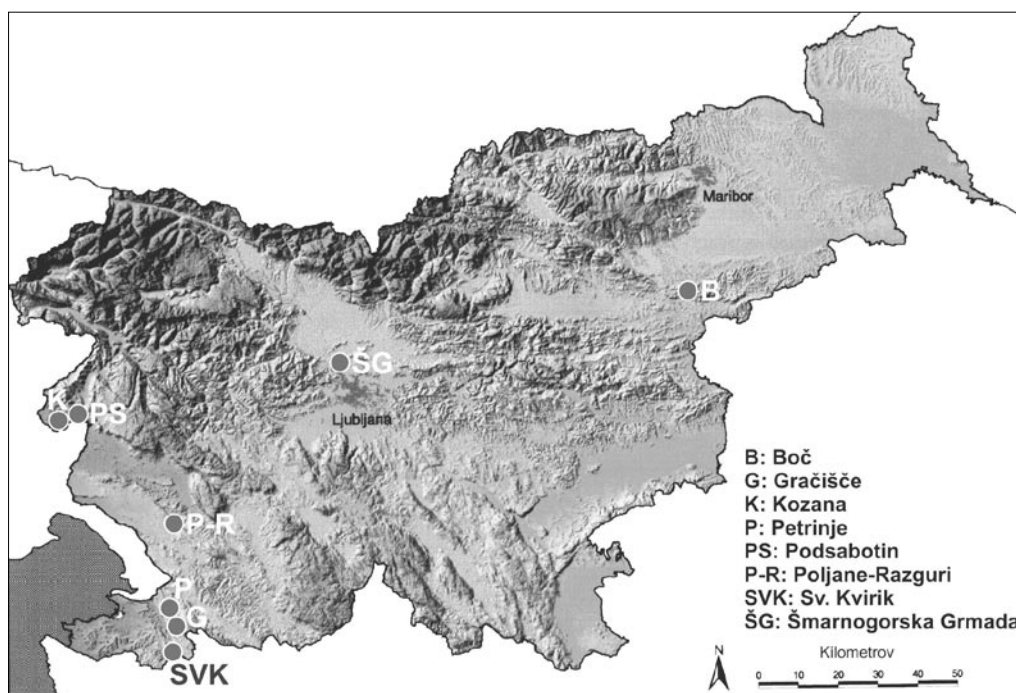 Maribor
B
ŠG
Ljubljana
K
PS
P-R
P
G
SVK
B: Boč
G: Gračišče
K: Kozana
P: Petrinje
PS: Podsabotin
P-R: Poljane-Razguri
SVK: Sv. Kvirik
ŠG: Šmarnogorska Grmada
Kilometrov
N
0 10 20 30 40 50